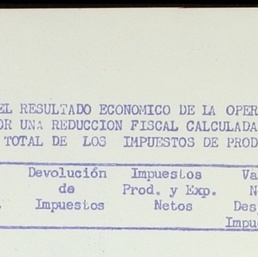 EL RESULTADO ECONOMICO DE LA OPER
OR UNA REDUCCION FISCAL CALCULADA
TOTAL DE LOS IMPUESTOS DE PROD
Devolución Impuestos Va
de Prod. y Exp. N
Impuestos Netos Des
Impue